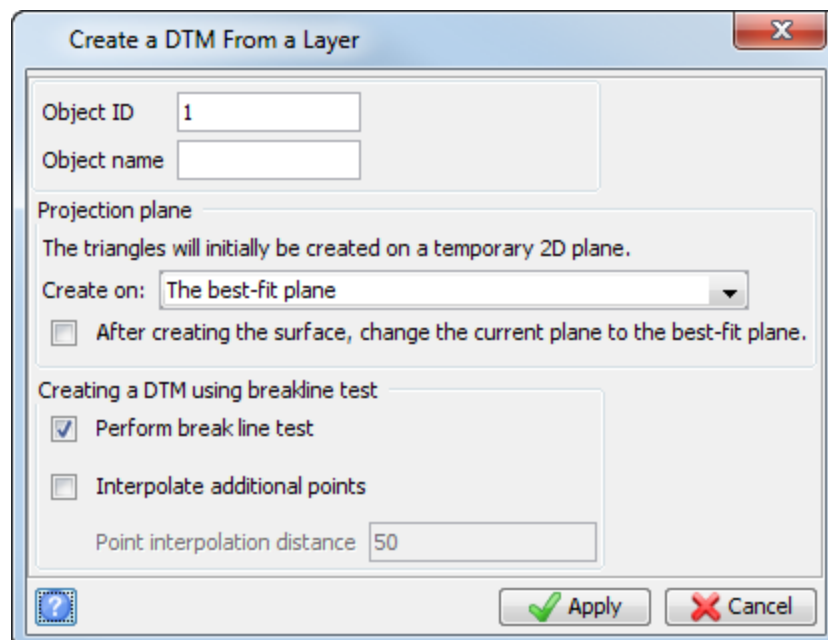 Create a DTM From a Layer
Object ID 1
Object name
Projection plane
The triangles will initially be created on a temporary 2D plane.
Create on: The best-fit plane
After creating the surface, change the current plane to the best-fit plane.
Creating a DTM using breakline test
Perform break line test
Interpolate additional points
Point interpolation distance 50
? Apply Cancel